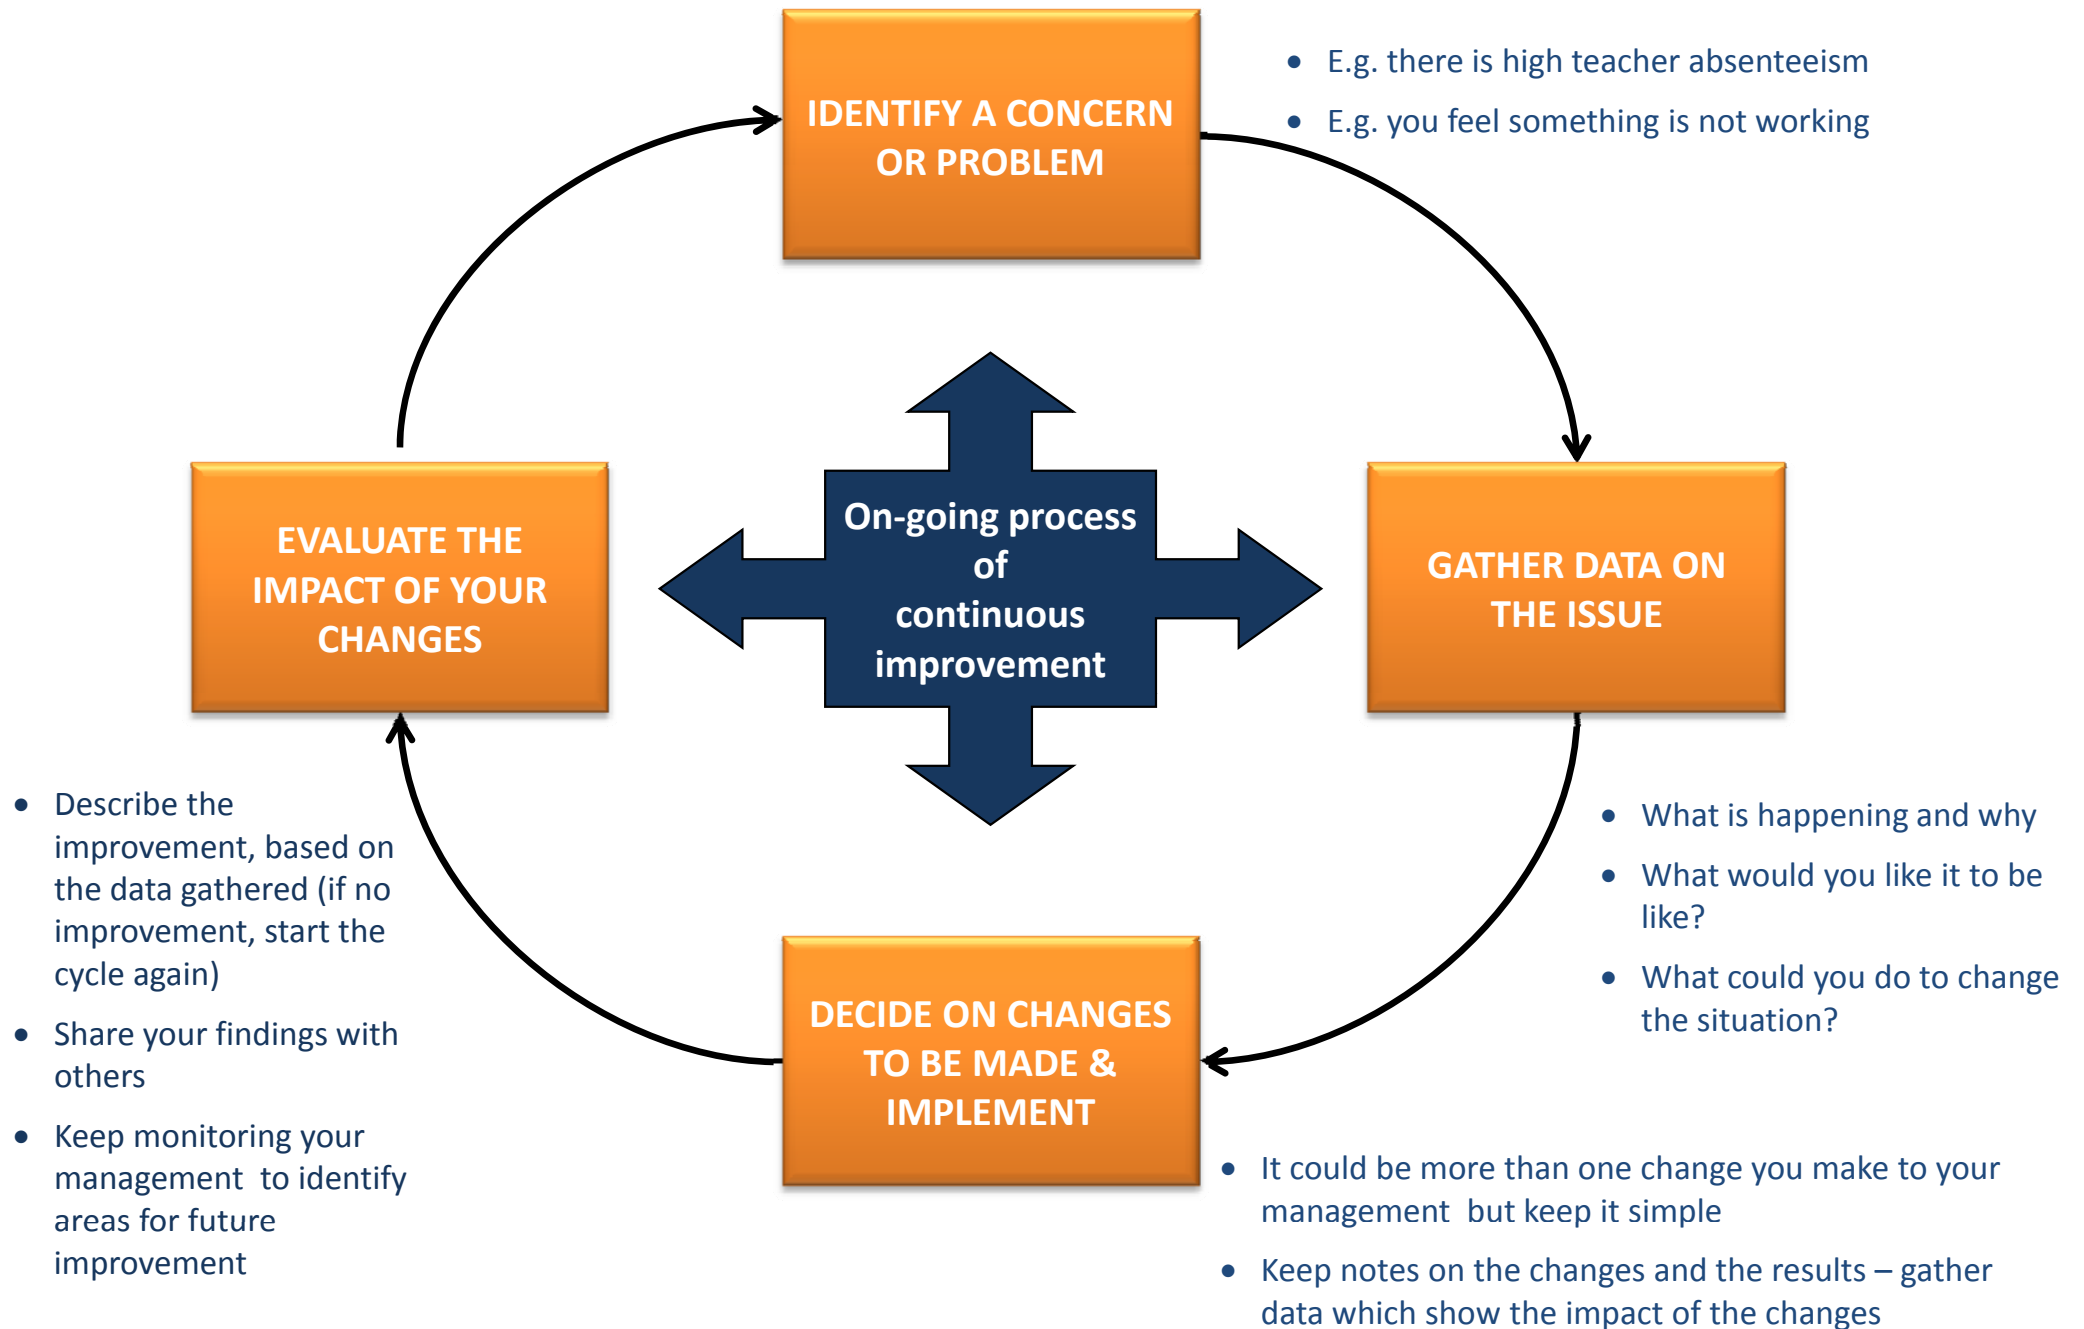 IDENTIFY A CONCERN
OR PROBLEM
• E.g. there is high teacher absenteeism
• E.g. you feel something is not working
GATHER DATA ON
THE ISSUE
• What is happening and why
• What would you like it to be
like?
• What could you do to change
the situation?
DECIDE ON CHANGES
TO BE MADE &
IMPLEMENT
• It could be more than one change you make to your
management  but keep it simple
• Keep notes on the changes and the results – gather
data which show the impact of the changes
EVALUATE THE
IMPACT OF YOUR
CHANGES
• Describe the
improvement, based on
the data gathered (if no
improvement, start the
cycle again)
• Share your findings with
others
• Keep monitoring your
management  to identify
areas for future
improvement
On-going process
of
continuous
improvement